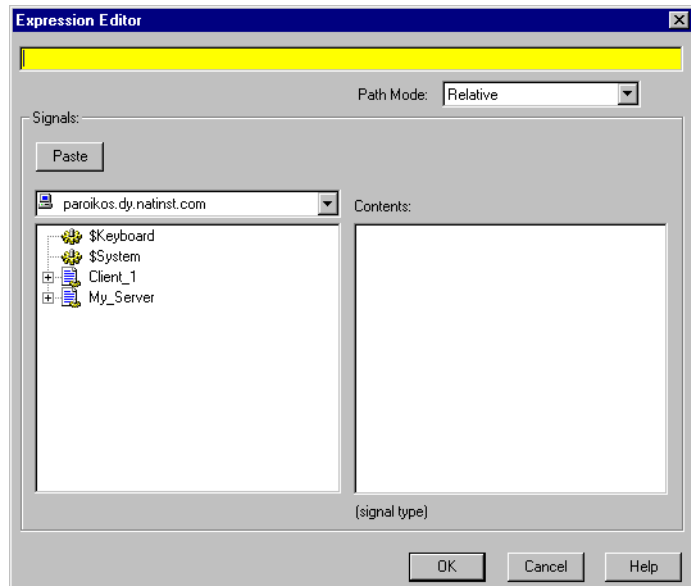 Expression Editor
Path Mode: Relative
Signals:
Paste
paroikos.dy.natinst.com
Contents:
$Keyboard
$System
Client_1
My_Server
(signal type)
OK Cancel Help